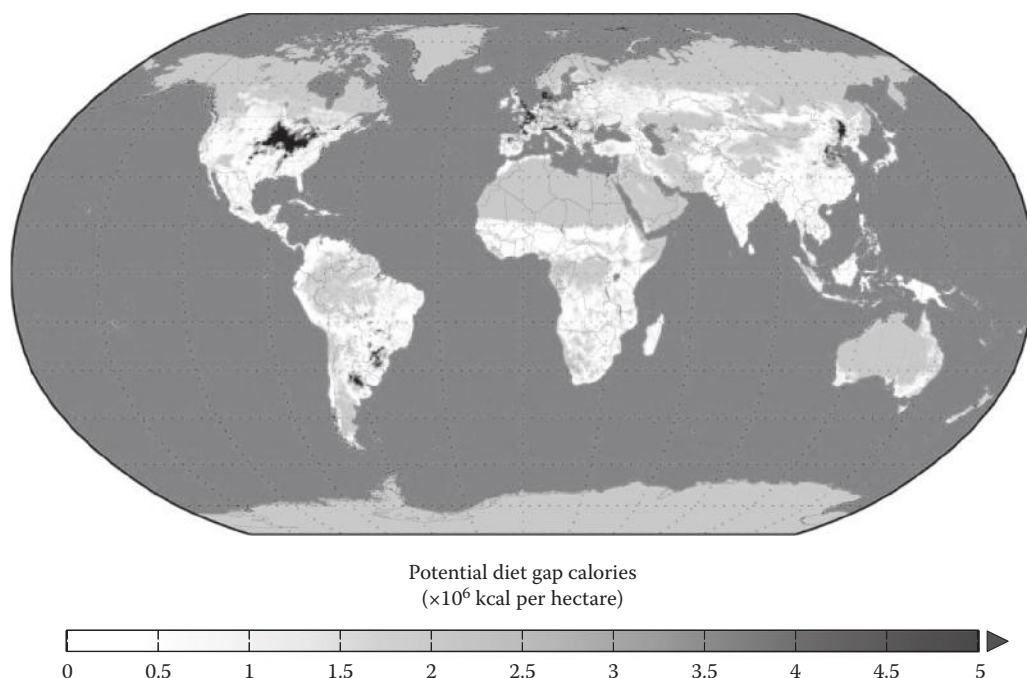 Potential diet gap calories
(×10⁶ kcal per hectare)
0 0.5 1 1.5 2 2.5 3 3.5 4 4.5 5